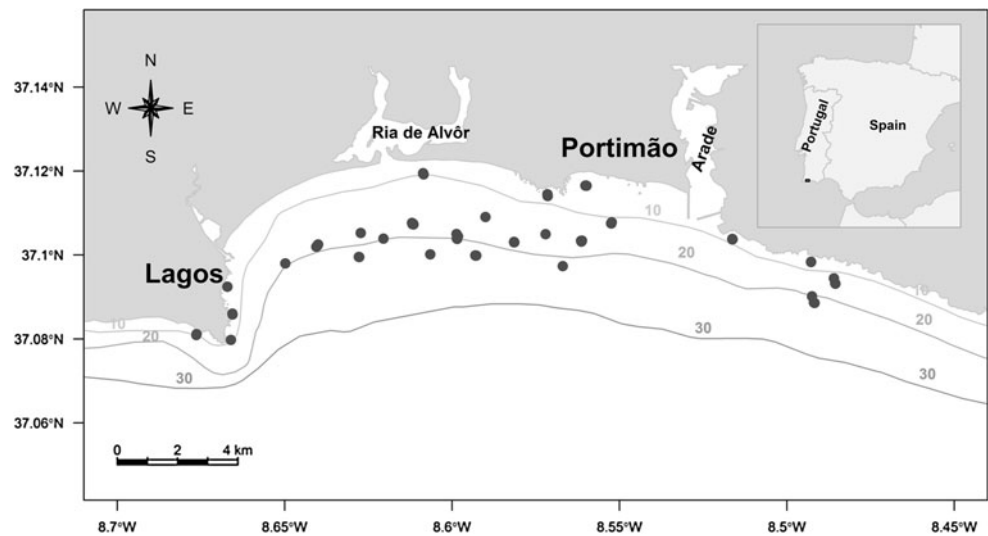 37.14°N
37.12°N
37.1°N
37.08°N
37.06°N
N
W E
S
Ria de Alvôr
Portimão
Arade
Lagos
Portugal
Spain
10
20
30
10
20
30
10
20
30
0 2 4 km
8.7°W 8.65°W 8.6°W 8.55°W 8.5°W 8.45°W